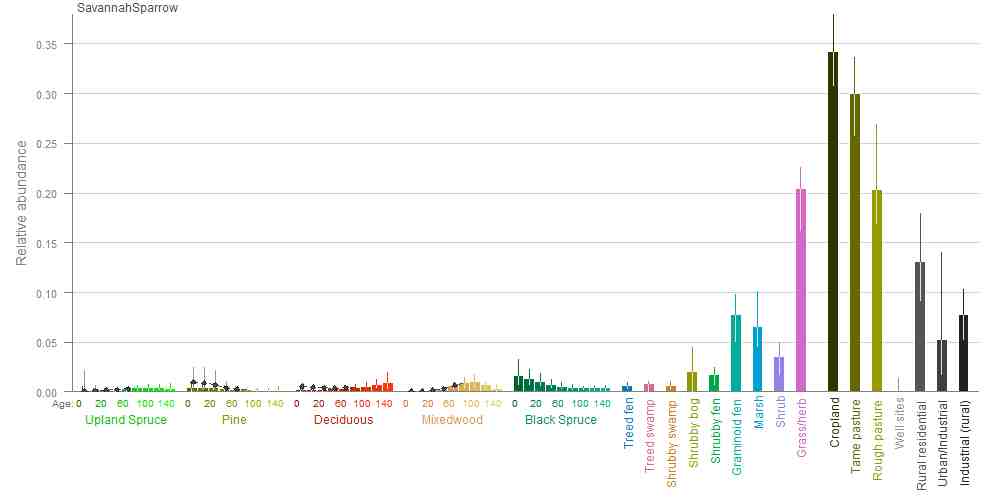 SavannahSparrow
Relative abundance
0.35
0.30
0.25
0.20
0.15
0.10
0.05
0.00
Age: 0 20 60 100 140 0 20 60 100 140 0 20 60 100 140 0 20 60 100 140 0 20 60 100 140
Upland Spruce Pine Deciduous Mixedwood Black Spruce
Treed fen
Treed swamp
Shrubby swamp
Shrubby bog
Shrubby fen
Graminoid fen
Marsh
Shrub
Grass/herb
Cropland
Tame pasture
Rough pasture
Well sites
Rural residential
Urban/Industrial
Industrial (rural)